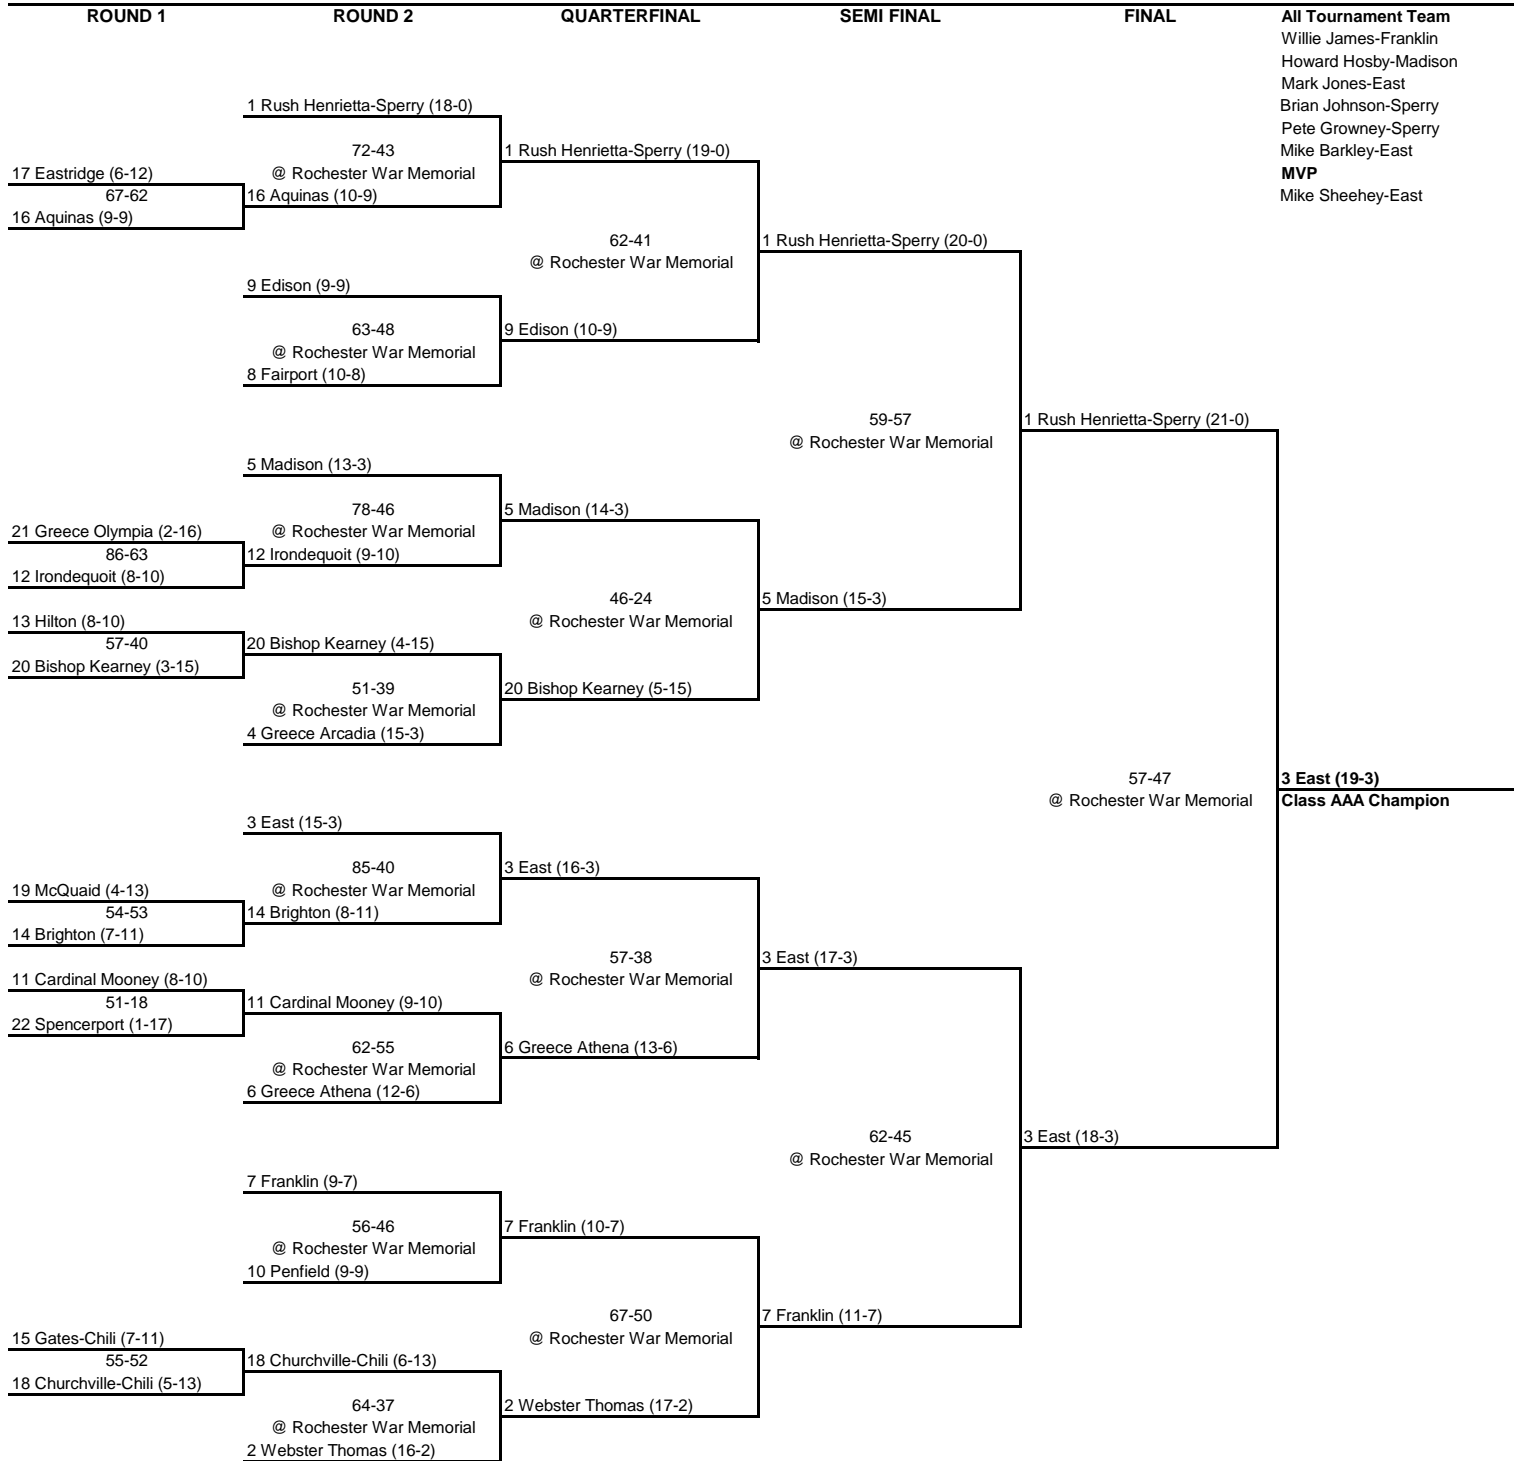 ROUND 1 ROUND 2 QUARTERFINAL SEMI FINAL FINAL All Tournament Team
Willie James-Franklin
Howard Hosby-Madison
Mark Jones-East
1 Rush Henrietta-Sperry (18-0) Brian Johnson-Sperry
Pete Growney-Sperry
72-43 1 Rush Henrietta-Sperry (19-0) Mike Barkley-East
17 Eastridge (6-12) @ Rochester War Memorial MVP
67-62 16 Aquinas (10-9) Mike Sheehey-East
16 Aquinas (9-9)
62-41 1 Rush Henrietta-Sperry (20-0)
@ Rochester War Memorial
9 Edison (9-9)
63-48 9 Edison (10-9)
@ Rochester War Memorial
8 Fairport (10-8)
59-57 1 Rush Henrietta-Sperry (21-0)
@ Rochester War Memorial
5 Madison (13-3)
78-46 5 Madison (14-3)
21 Greece Olympia (2-16) @ Rochester War Memorial
86-63 12 Irondequoit (9-10)
12 Irondequoit (8-10)
46-24 5 Madison (15-3)
13 Hilton (8-10) @ Rochester War Memorial
57-40 20 Bishop Kearney (4-15)
20 Bishop Kearney (3-15)
51-39 20 Bishop Kearney (5-15)
@ Rochester War Memorial
4 Greece Arcadia (15-3)
57-47 3 East (19-3)
@ Rochester War Memorial Class AAA Champion
3 East (15-3)
85-40 3 East (16-3)
19 McQuaid (4-13) @ Rochester War Memorial
54-53 14 Brighton (8-11)
14 Brighton (7-11)
57-38 3 East (17-3)
11 Cardinal Mooney (8-10) @ Rochester War Memorial
51-18 11 Cardinal Mooney (9-10)
22 Spencerport (1-17)
62-55 6 Greece Athena (13-6)
@ Rochester War Memorial
6 Greece Athena (12-6)
62-45 3 East (18-3)
@ Rochester War Memorial
7 Franklin (9-7)
56-46 7 Franklin (10-7)
@ Rochester War Memorial
10 Penfield (9-9)
67-50 7 Franklin (11-7)
15 Gates-Chili (7-11) @ Rochester War Memorial
55-52 18 Churchville-Chili (6-13)
18 Churchville-Chili (5-13)
64-37 2 Webster Thomas (17-2)
@ Rochester War Memorial
2 Webster Thomas (16-2)